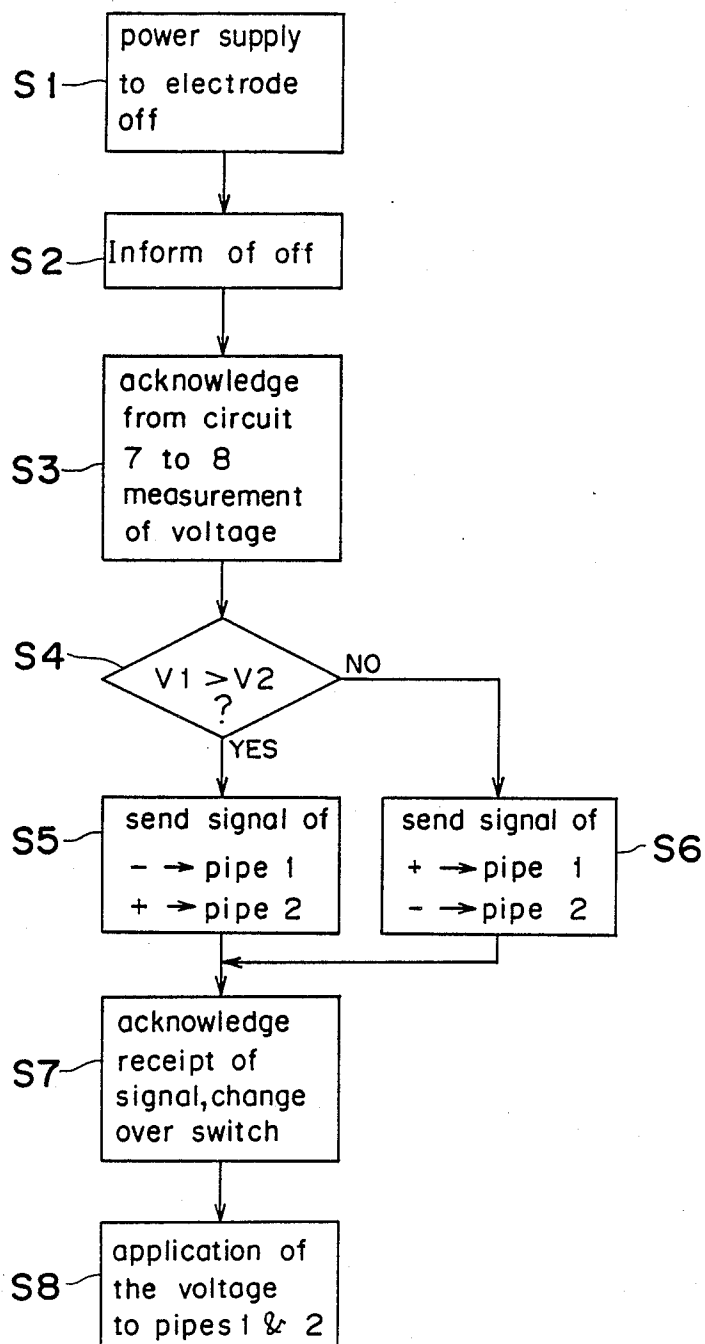 power supply
S1
to electrode
off
S2
Inform of off
acknowledge
from circuit
S3
7 to 8
measurement
of voltage
S4
V1 > V2
?
NO
YES
S5
send signal of
- → pipe 1
+ → pipe 2
send signal of
+ → pipe 1
- → pipe 2
S6
acknowledge
S7
receipt of
signal, change
over switch
application of
S8
the voltage
to pipes 1 & 2